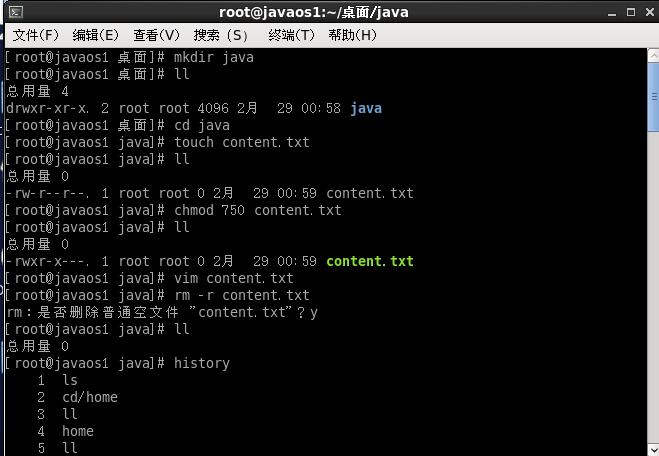 root@javaos1:~/桌面/java
文件(F) 编辑(E) 查看(V) 搜索 (S) 终端(T) 帮助(H)
[root@javaos1 桌面]# mkdir java
[root@javaos1 桌面]# ll
总用量 4
drwxr-xr-x. 2 root root 4096 2月  29 00:58 java
[root@javaos1 桌面]# cd java
[root@javaos1 java]# touch content.txt
[root@javaos1 java]# ll
总用量 0
-rw-r--r--. 1 root root 0 2月  29 00:59 content.txt
[root@javaos1 java]# chmod 750 content.txt
[root@javaos1 java]# ll
总用量 0
-rwxr-x---. 1 root root 0 2月  29 00:59 content.txt
[root@javaos1 java]# vim content.txt
[root@javaos1 java]# rm -r content.txt
rm：是否删除普通空文件 "content.txt"？y
[root@javaos1 java]# ll
总用量 0
[root@javaos1 java]# history
1 ls
2 cd/home
3 ll
4 home
5 ll